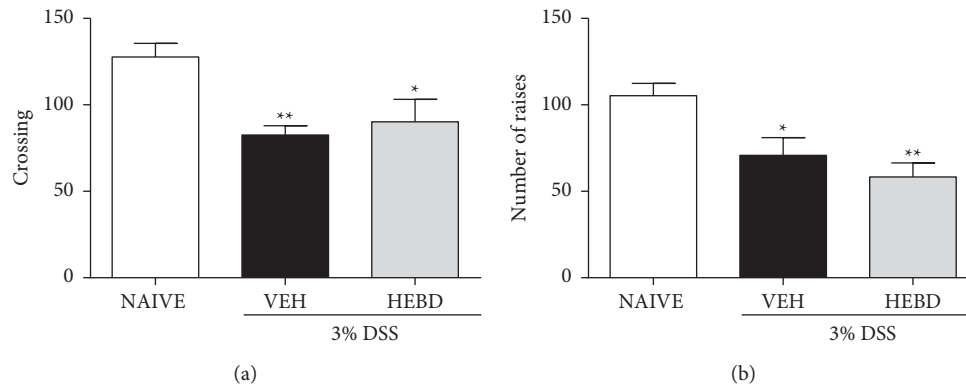 150
100
50
0
Crossing
**
*
NAIVE
VEH
HEBD
3% DSS
(a)
150
100
50
0
Number of raises
*
**
NAIVE
VEH
HEBD
3% DSS
(b)